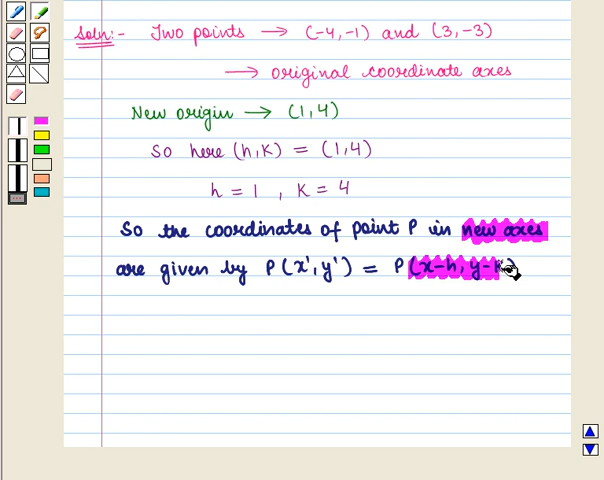 Soln:- Two points → (-4,-1) and (3,-3)
→ original coordinate axes
New origin → (1,4)
So here (h,K) = (1,4)
h = 1 , K = 4
So the coordinates of point P in new axes
are given by P(x',y') = P(x-h, y-K)